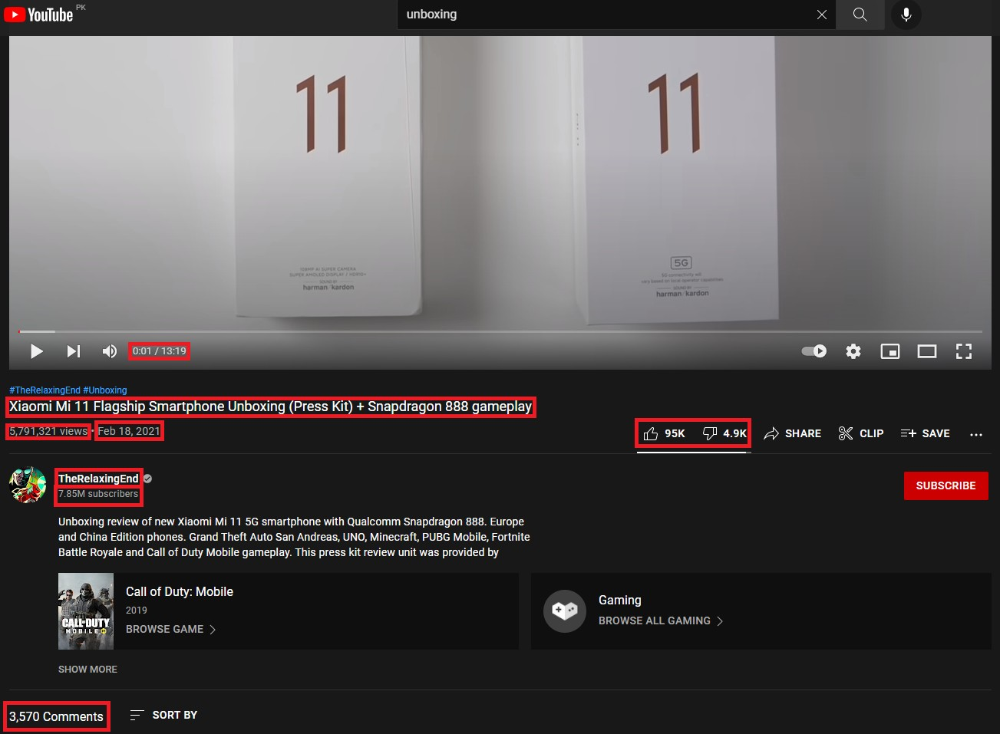 YouTube PK
unboxing
11
11
108MP AI SUPER CAMERA
SUPER AMOLED DISPLAY / HDR10+
SOUND BY
harman/kardon
5G
5G connectivity will
vary based on local operator capabilities
SOUND BY
harman/kardon
0:01 / 13:19
#TheRelaxingEnd #Unboxing
Xiaomi Mi 11 Flagship Smartphone Unboxing (Press Kit) + Snapdragon 888 gameplay
5,791,321 views • Feb 18, 2021
95K 4.9K SHARE CLIP SAVE
TheRelaxingEnd
7.85M subscribers
SUBSCRIBE
Unboxing review of new Xiaomi Mi 11 5G smartphone with Qualcomm Snapdragon 888. Europe
and China Edition phones. Grand Theft Auto San Andreas, UNO, Minecraft, PUBG Mobile, Fortnite
Battle Royale and Call of Duty Mobile gameplay. This press kit review unit was provided by
CALL OF DUTY
MOBILE
Call of Duty: Mobile
2019
BROWSE GAME
Gaming
BROWSE ALL GAMING
SHOW MORE
3,570 Comments
SORT BY